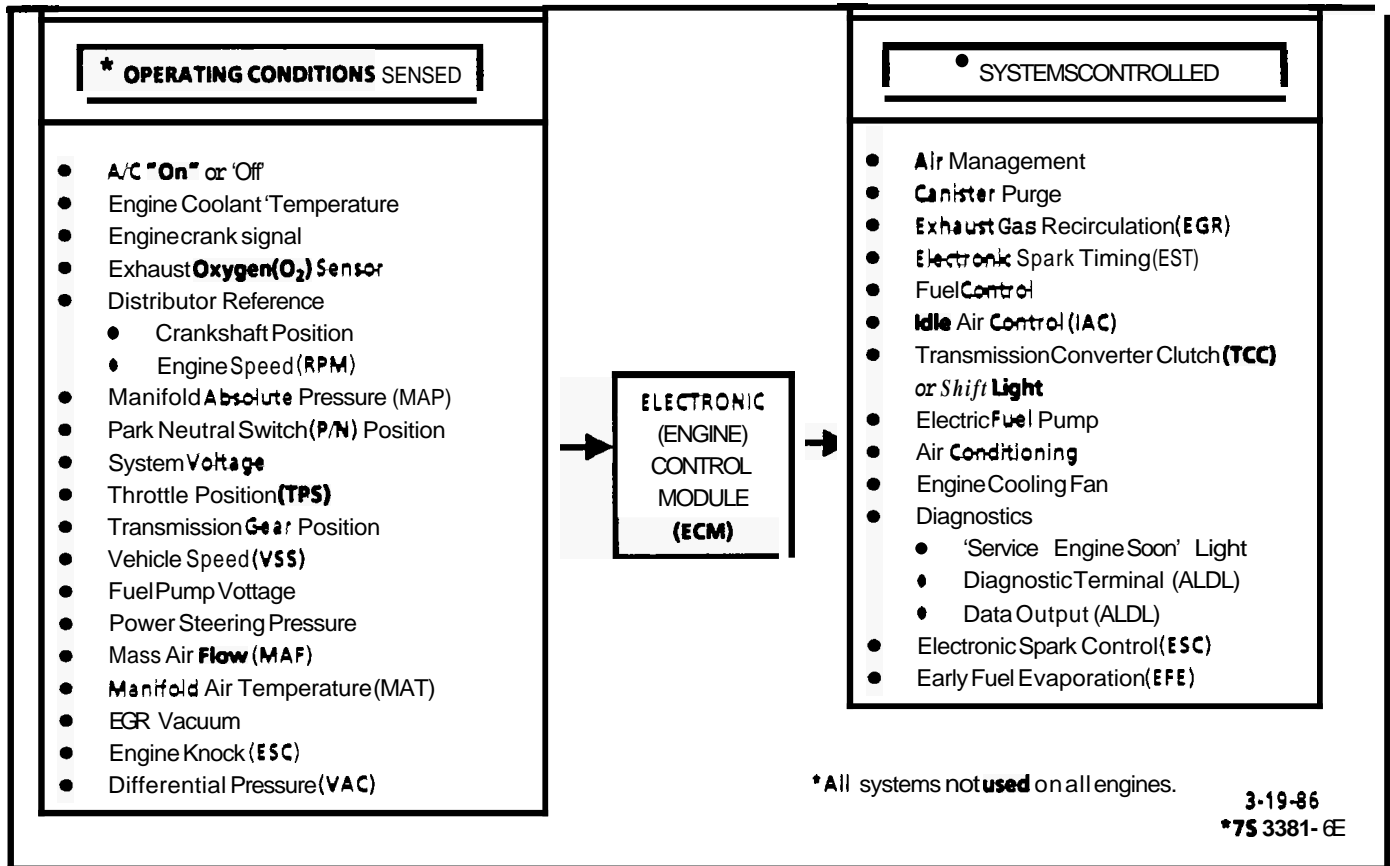 * OPERATING CONDITIONS SENSED
● A/C "On" or 'Off'
● Engine Coolant 'Temperature
● Engine crank signal
● Exhaust Oxygen (O₂) Sensor
● Distributor Reference
● Crankshaft Position
● Engine Speed (RPM)
● Manifold Absolute Pressure (MAP)
● Park Neutral Switch (P/N) Position
● System Voltage
● Throttle Position (TPS)
● Transmission Gear Position
● Vehicle Speed (VSS)
● Fuel Pump Vottage
● Power Steering Pressure
● Mass Air Flow (MAF)
● Manifold Air Temperature (MAT)
● EGR Vacuum
● Engine Knock (ESC)
● Differential Pressure (VAC)
ELECTRONIC
(ENGINE)
CONTROL
MODULE
(ECM)
● SYSTEMS CONTROLLED
● Air Management
● Canister Purge
● Exhaust Gas Recirculation (EGR)
● Electronic Spark Timing (EST)
● Fuel Control
● Idle Air Control (IAC)
● Transmission Converter Clutch (TCC)
or Shift Light
● Electric Fuel Pump
● Air Conditioning
● Engine Cooling Fan
● Diagnostics
● 'Service Engine Soon' Light
● Diagnostic Terminal (ALDL)
● Data Output (ALDL)
● Electronic Spark Control (ESC)
● Early Fuel Evaporation (EFE)
*All systems not used on all engines.
3-19-86
*7S 3381-6E